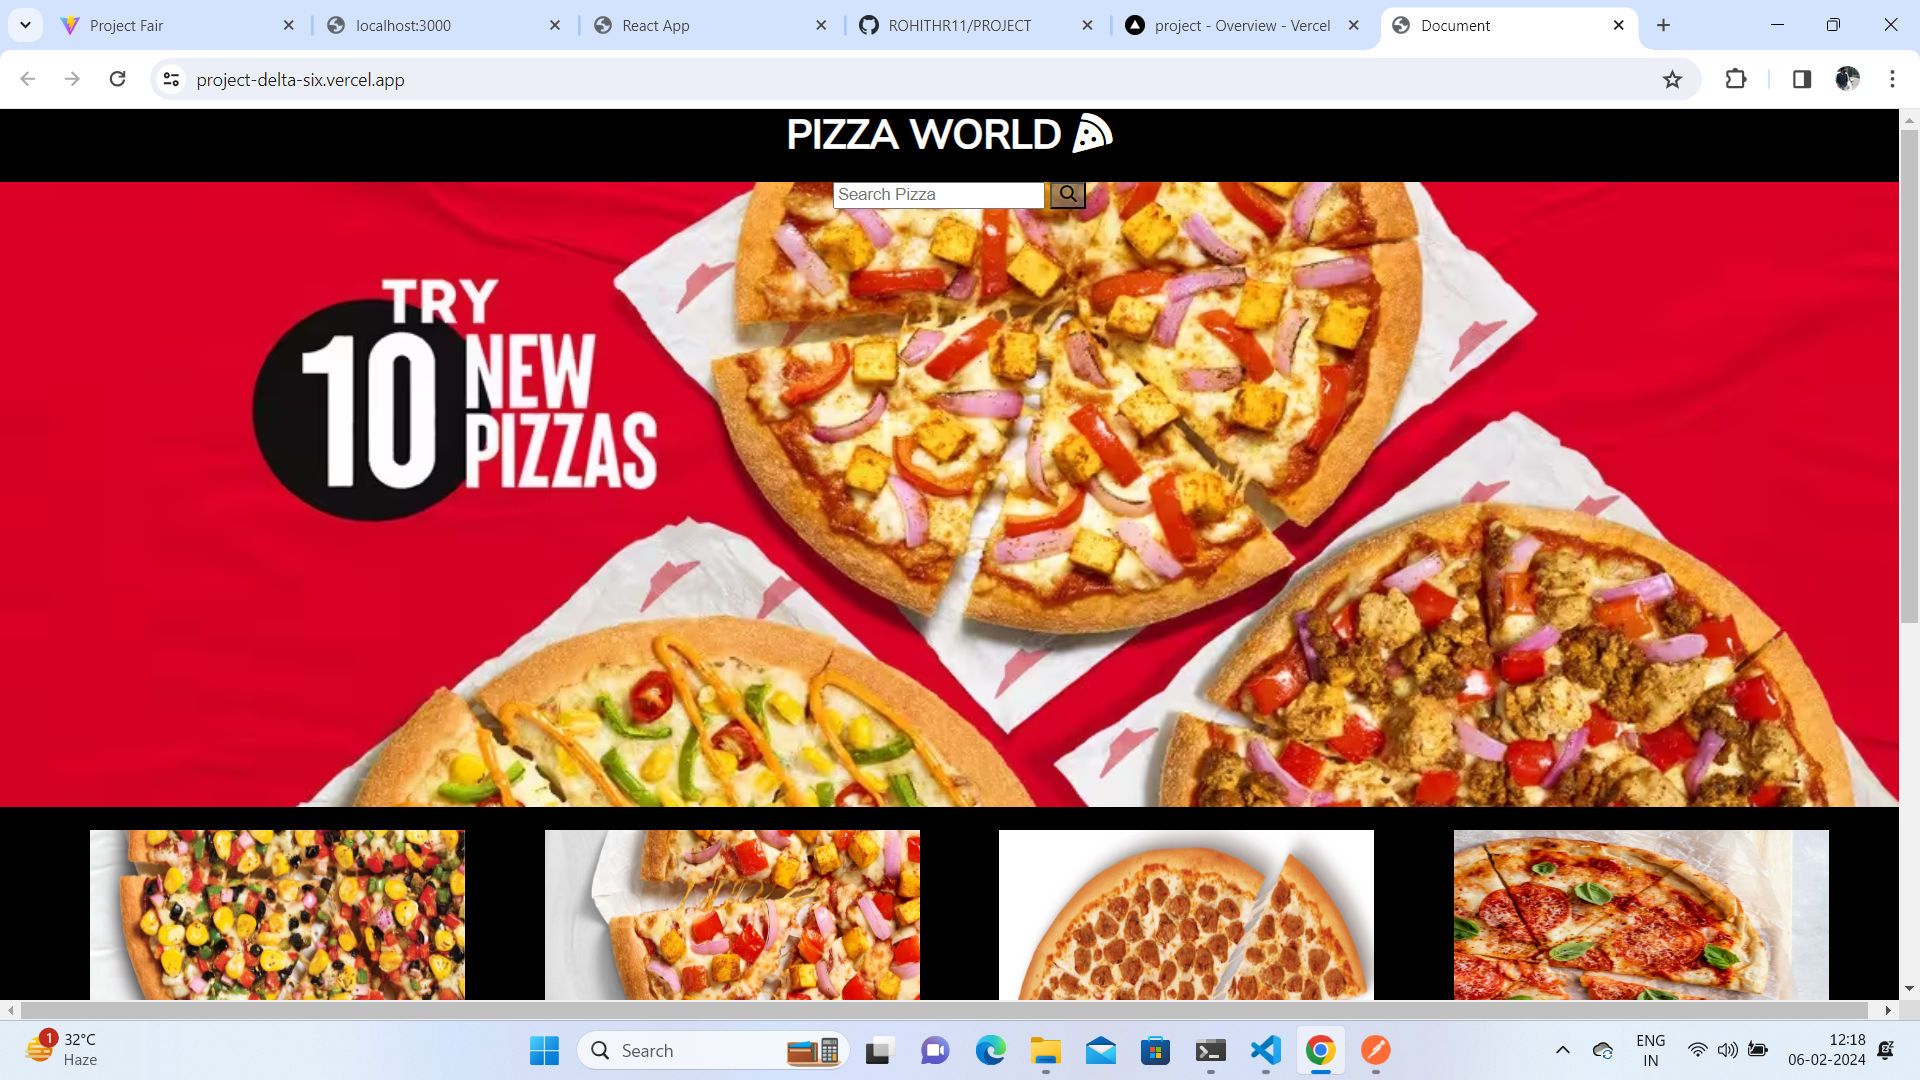 Project Fair
localhost:3000
React App
ROHITHR11/PROJECT
project - Overview - Vercel
Document
project-delta-six.vercel.app
PIZZA WORLD
Search Pizza
TRY
10 NEW
PIZZAS
1
32°C
Haze
Search
ENG
IN
12:18
06-02-2024